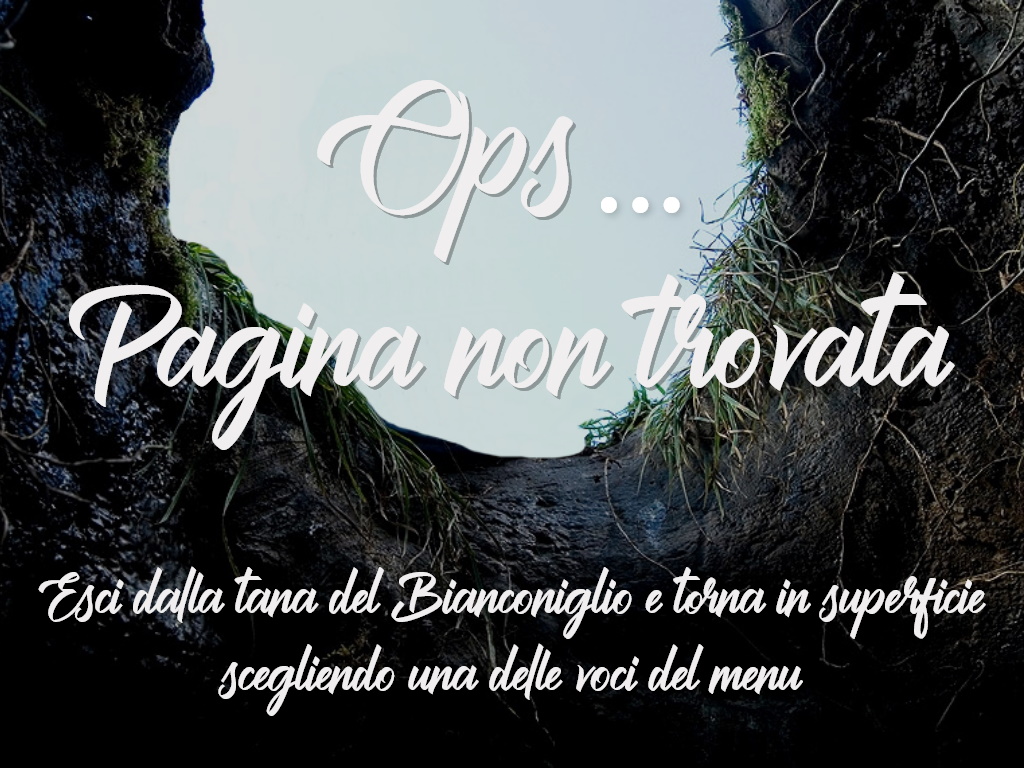 Ops ...
Pagina non trovata
Esci dalla tana del Bianconiglio e torna in superficie
scegliendo una delle voci del menu